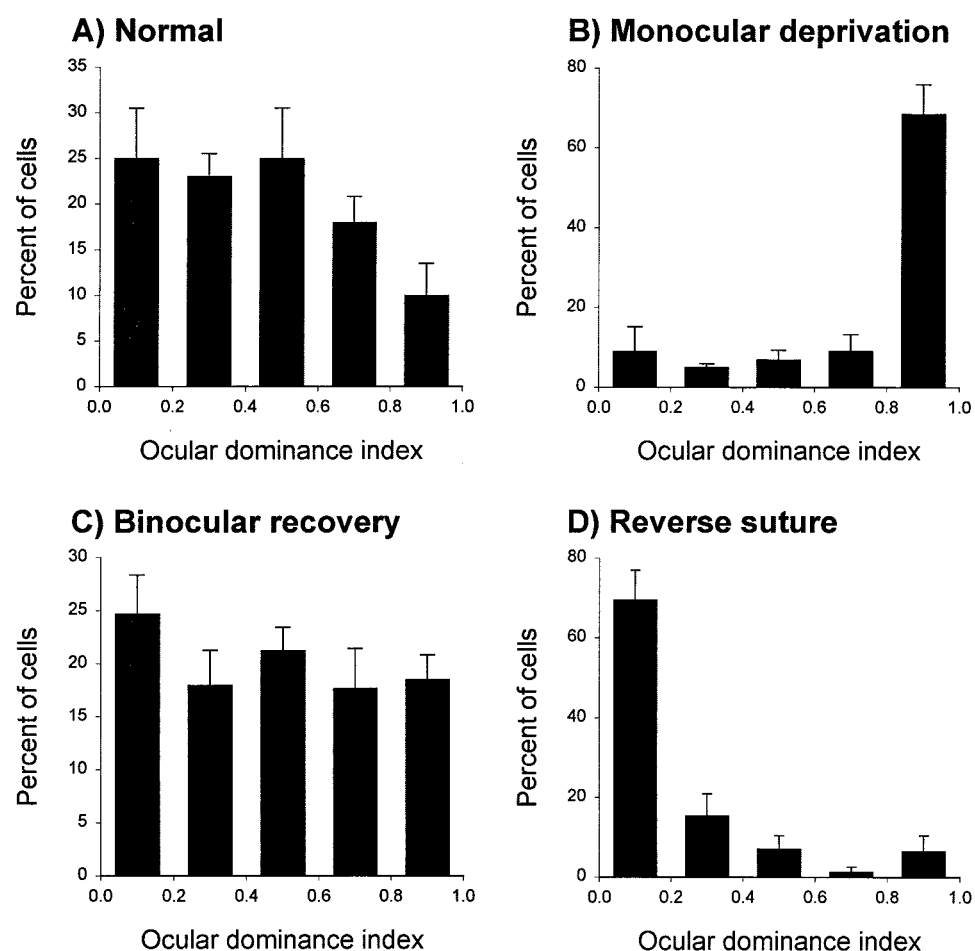 A) Normal
35
30
25
20
15
10
5
0
0.0 0.2 0.4 0.6 0.8 1.0
Percent of cells
Ocular dominance index
B) Monocular deprivation
80
60
40
20
0
0.0 0.2 0.4 0.6 0.8 1.0
Percent of cells
Ocular dominance index
C) Binocular recovery
30
25
20
15
10
5
0
0.0 0.2 0.4 0.6 0.8 1.0
Percent of cells
Ocular dominance index
D) Reverse suture
80
60
40
20
0
0.0 0.2 0.4 0.6 0.8 1.0
Percent of cells
Ocular dominance index